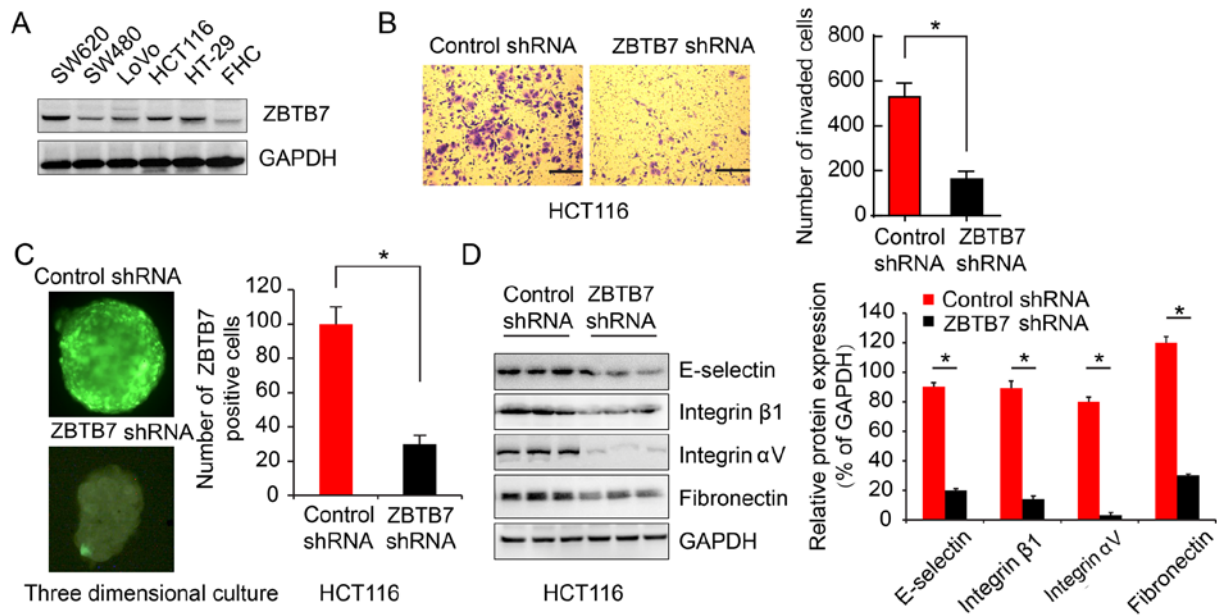 A
SW620
SW480
LoVo
HCT116
HT-29
FHC
ZBTB7
GAPDH
B
Control shRNA
ZBTB7 shRNA
HCT116
Number of invaded cells
800
600
400
200
0
*
Control
shRNA
ZBTB7
shRNA
C
Control shRNA
ZBTB7 shRNA
Three dimensional culture
Number of ZBTB7
positive cells
120
100
80
60
40
20
0
*
Control
shRNA
ZBTB7
shRNA
HCT116
D
Control
shRNA
ZBTB7
shRNA
E-selectin
Integrin β1
Integrin αV
Fibronectin
GAPDH
HCT116
Relative protein expression
(% of GAPDH)
Control shRNA
ZBTB7 shRNA
140
120
100
80
60
40
20
0
*
*
*
*
E-selectin
Integrin β1
Integrin αV
Fibronectin